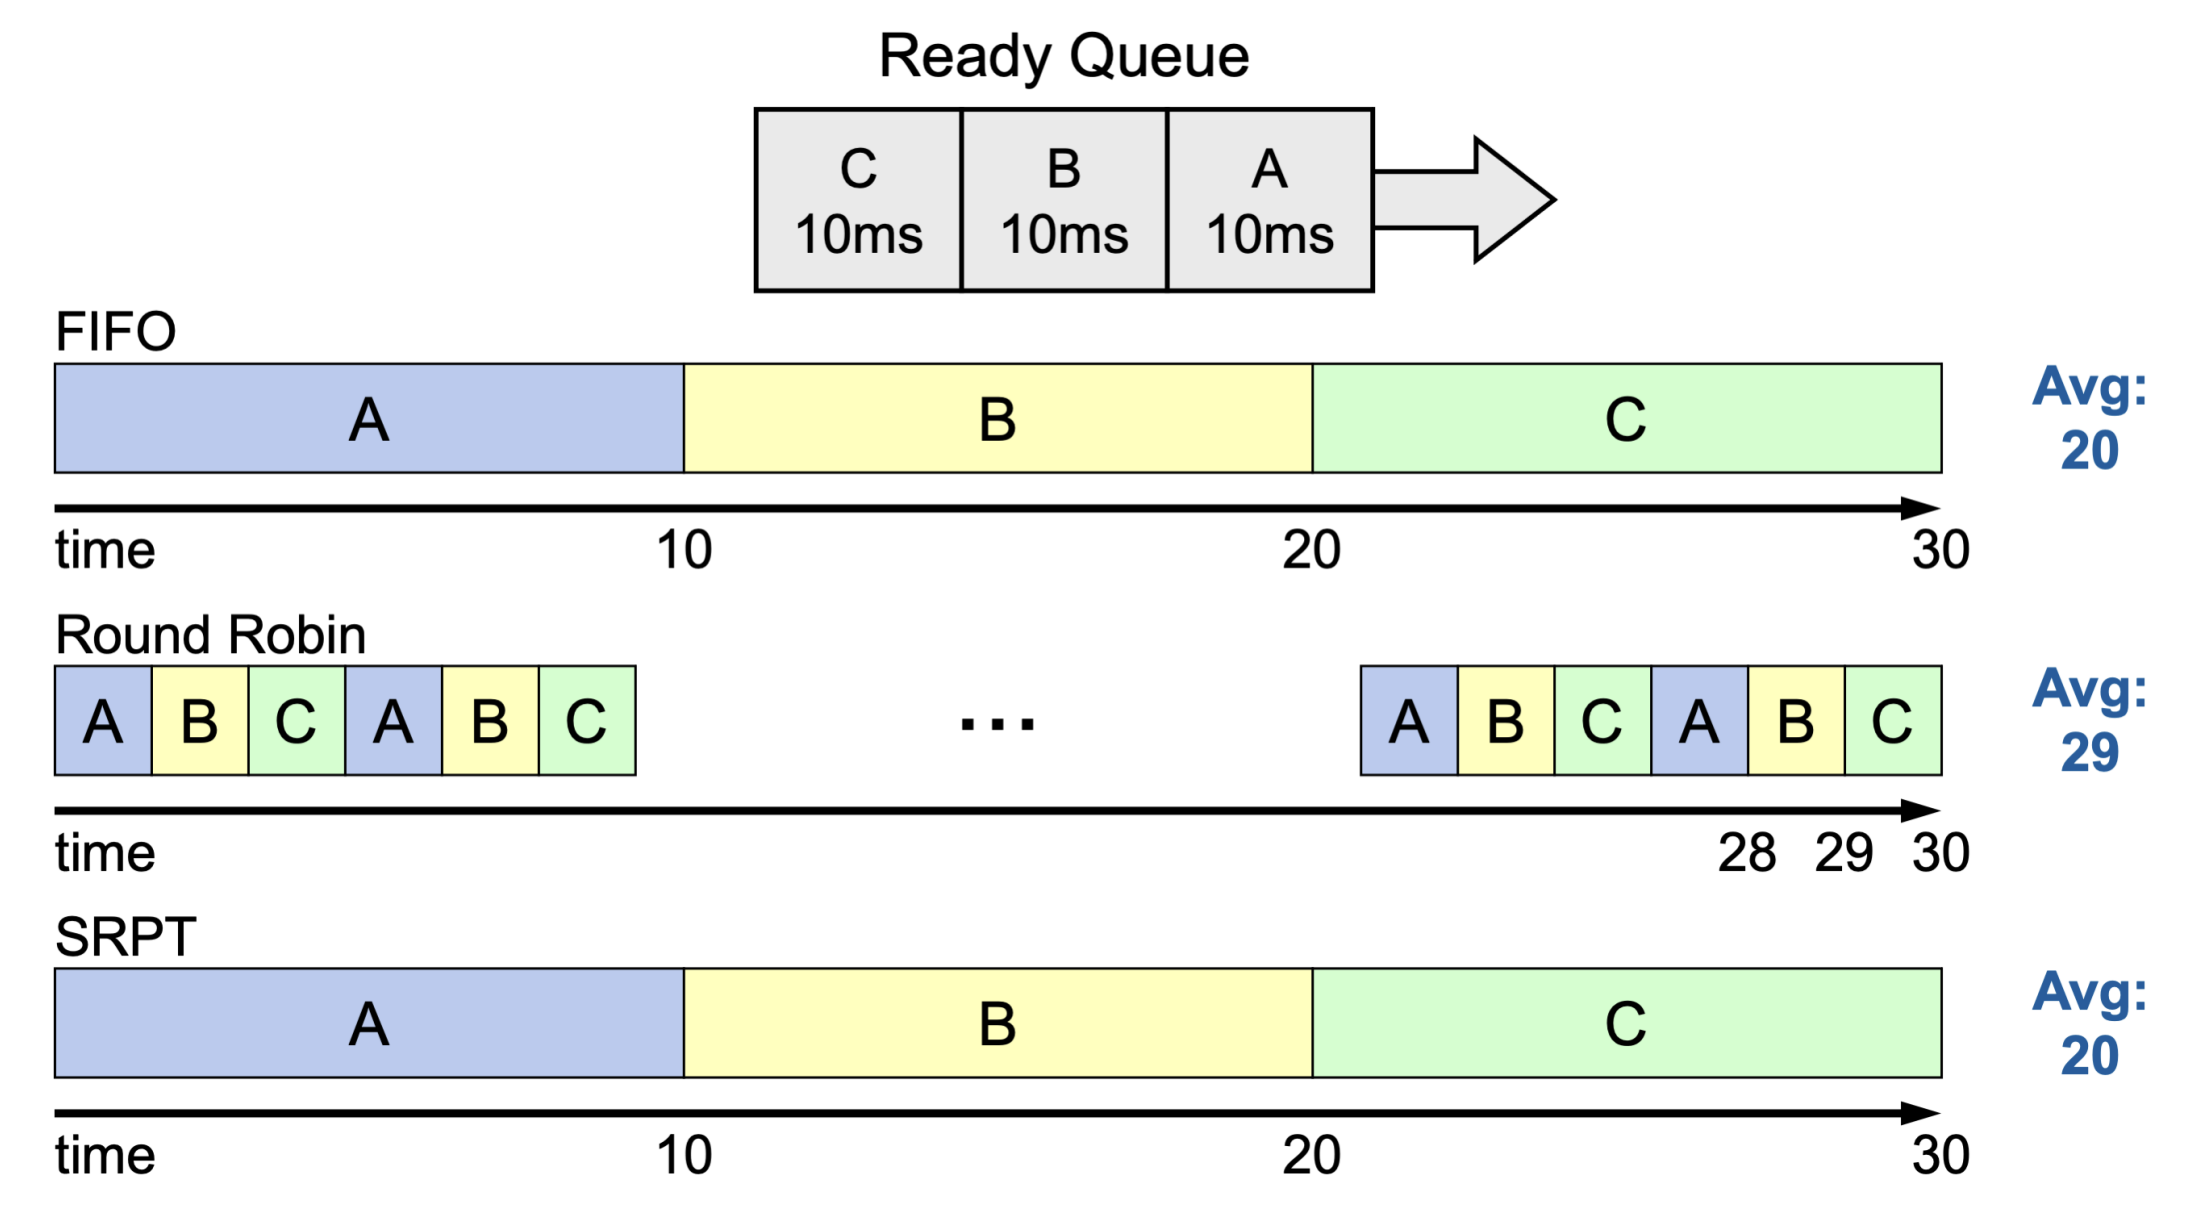 Ready Queue
C B A
10ms 10ms 10ms
FIFO
A B C
Avg:
20
time 10 20 30
Round Robin
A B C A B C ... A B C A B C
Avg:
29
time 28 29 30
SRPT
A B C
Avg:
20
time 10 20 30